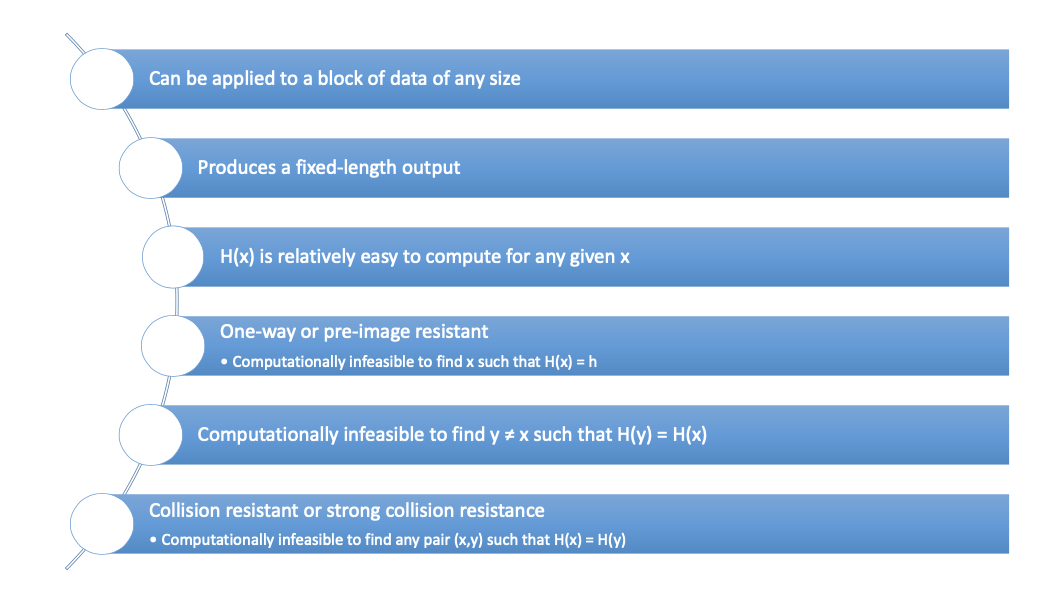 Can be applied to a block of data of any size
Produces a fixed-length output
H(x) is relatively easy to compute for any given x
One-way or pre-image resistant
• Computationally infeasible to find x such that H(x) = h
Computationally infeasible to find y ≠ x such that H(y) = H(x)
Collision resistant or strong collision resistance
• Computationally infeasible to find any pair (x,y) such that H(x) = H(y)